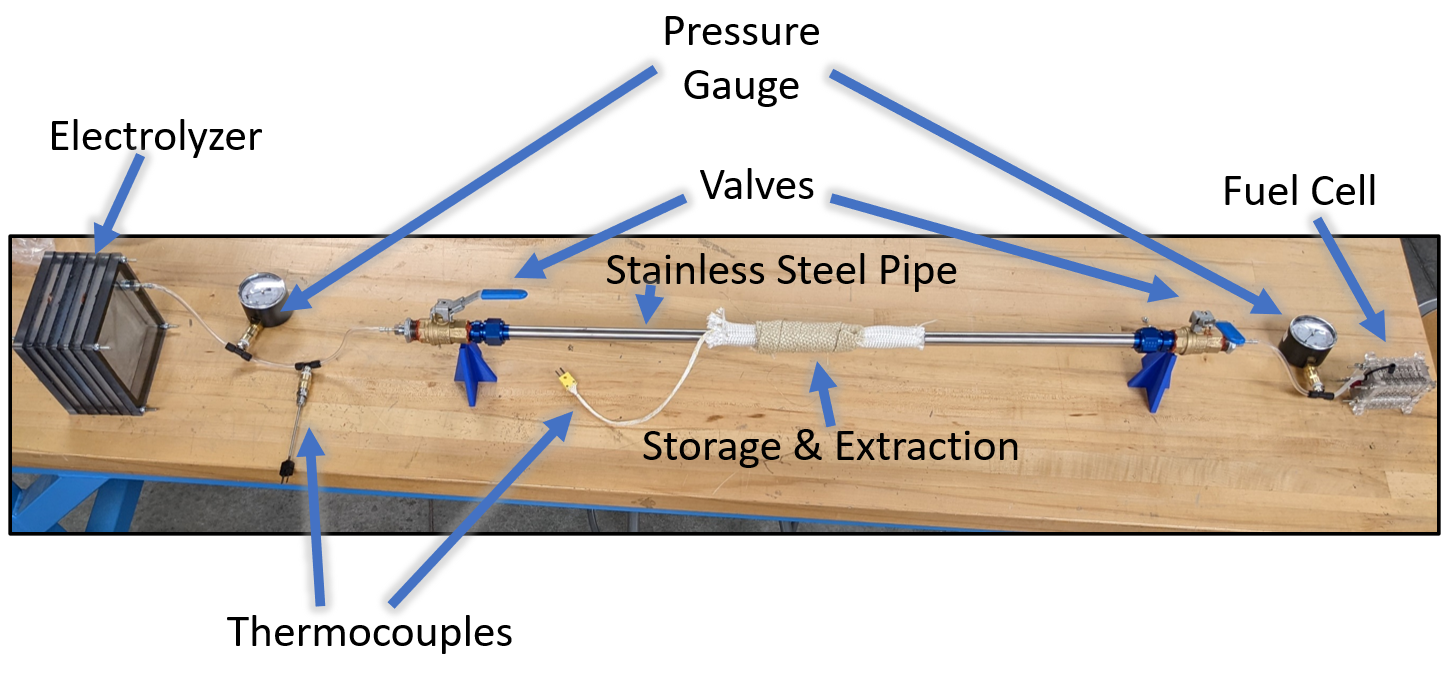 Pressure
Gauge
Electrolyzer
Valves
Fuel Cell
Stainless Steel Pipe
Storage & Extraction
Thermocouples